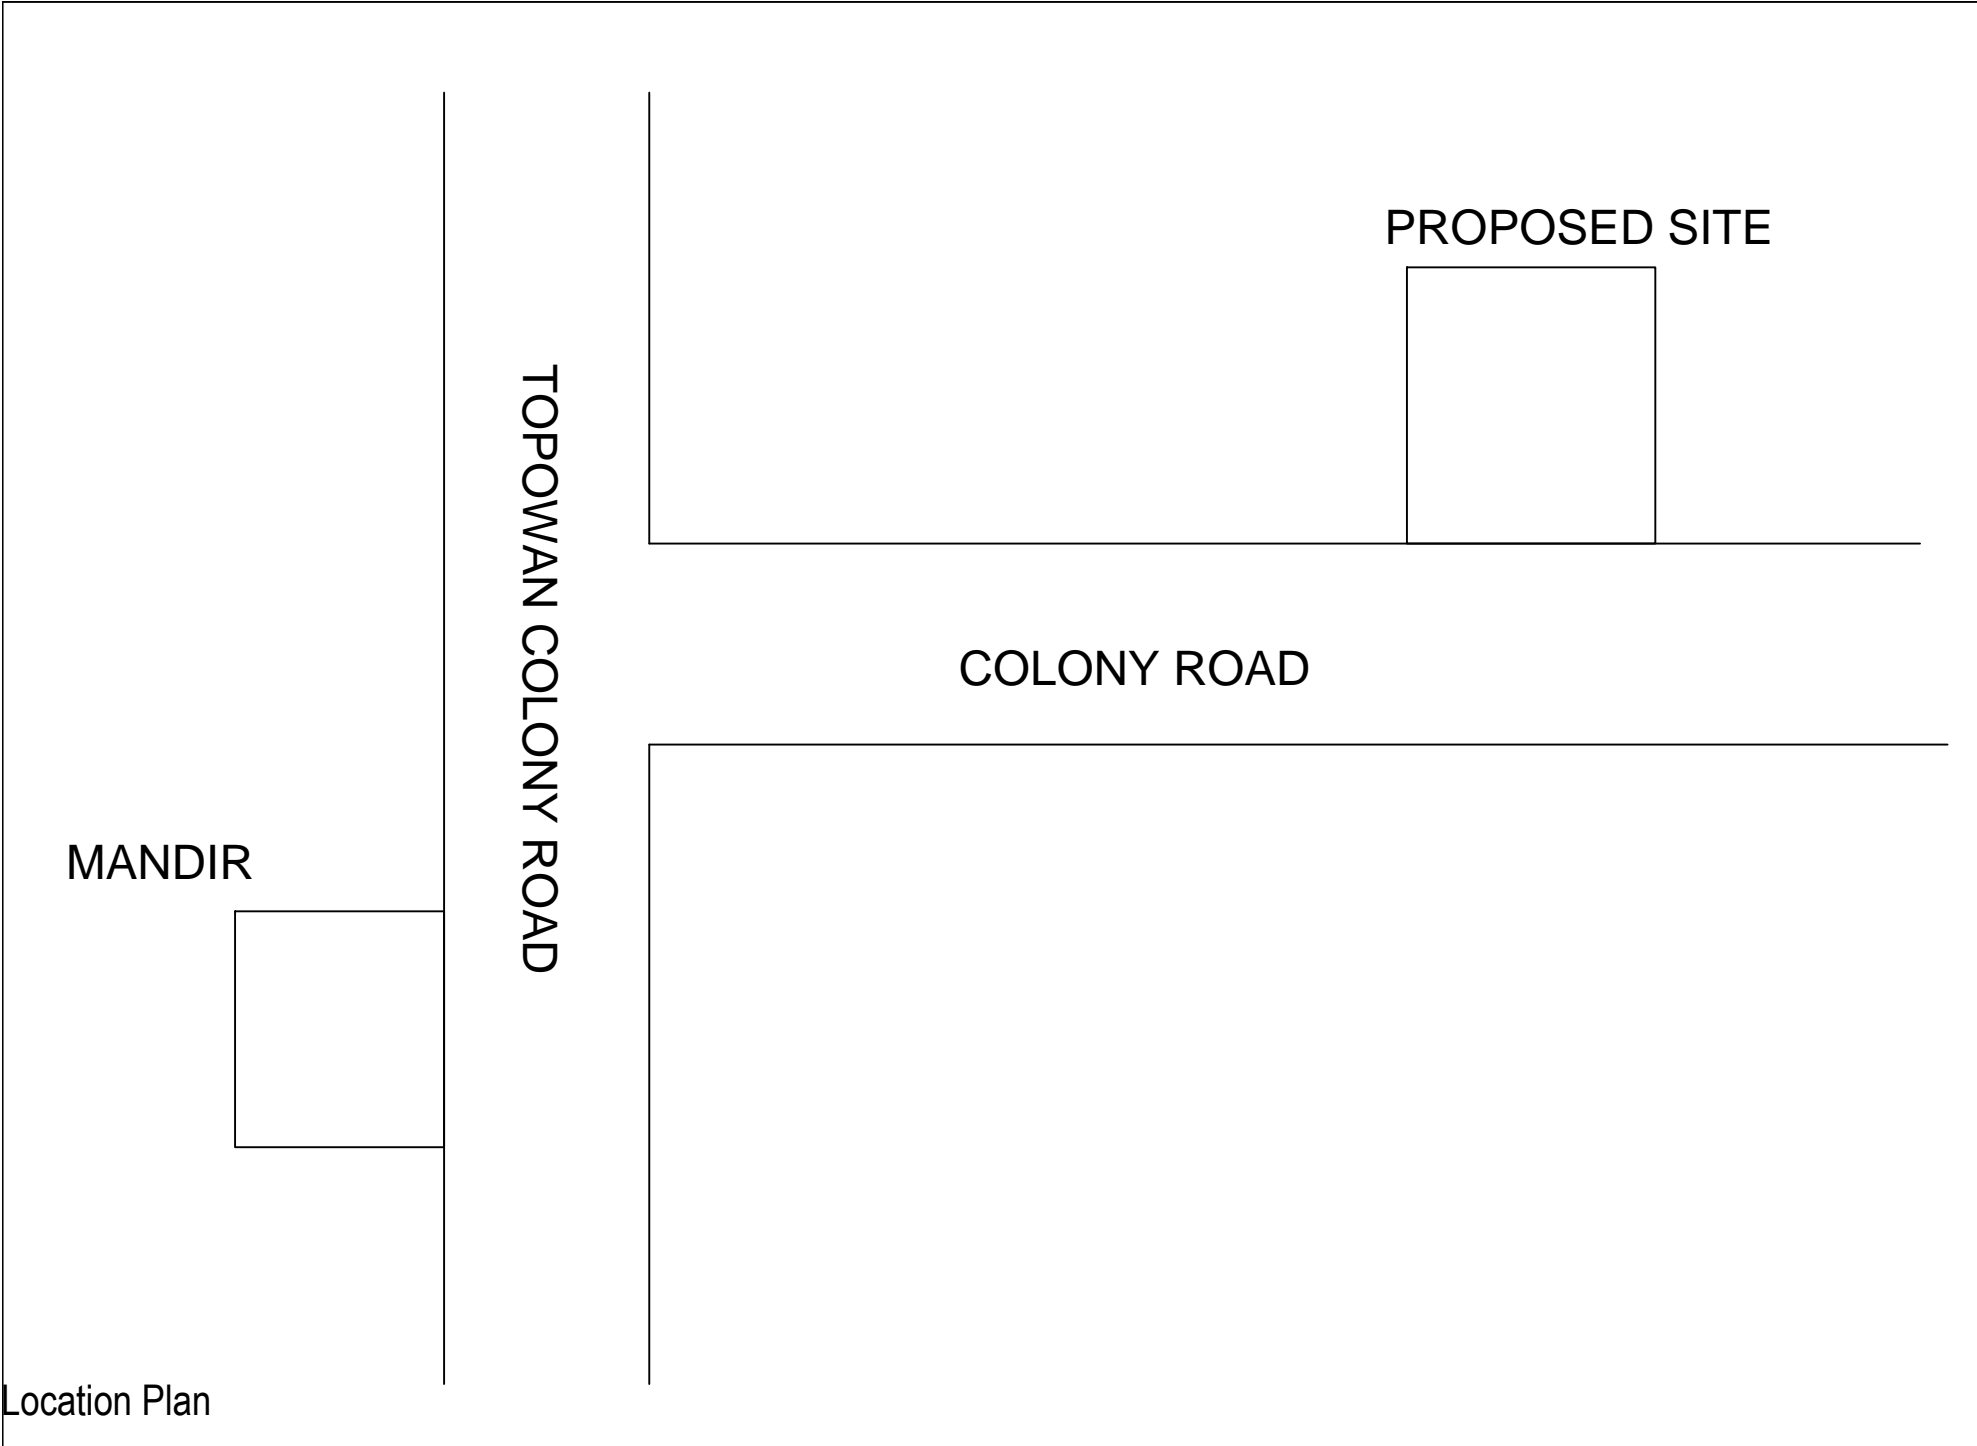 PROPOSED SITE
TOPOWAN COLONY ROAD
COLONY ROAD
MANDIR
Location Plan